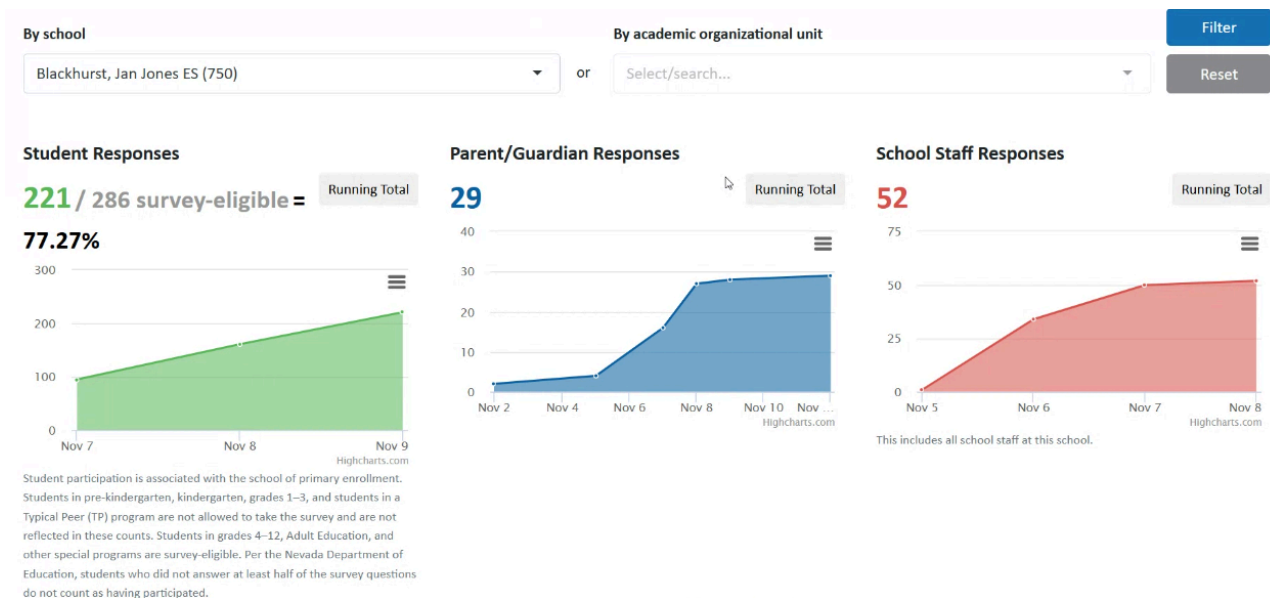 By school
By academic organizational unit
Filter
Blackhurst, Jan Jones ES (750)
or
Select/search...
Reset
Student Responses
221 / 286 survey-eligible =
77.27%
Running Total
300
200
100
0
Nov 7
Nov 8
Nov 9
Highcharts.com
Student participation is associated with the school of primary enrollment.
Students in pre-kindergarten, kindergarten, grades 1–3, and students in a
Typical Peer (TP) program are not allowed to take the survey and are not
reflected in these counts. Students in grades 4–12, Adult Education, and
other special programs are survey-eligible. Per the Nevada Department of
Education, students who did not answer at least half of the survey questions
do not count as having participated.
Parent/Guardian Responses
29
Running Total
40
30
20
10
0
Nov 2
Nov 4
Nov 6
Nov 8
Nov 10
Nov ...
Highcharts.com
School Staff Responses
52
Running Total
75
50
25
0
Nov 5
Nov 6
Nov 7
Nov 8
Highcharts.com
This includes all school staff at this school.